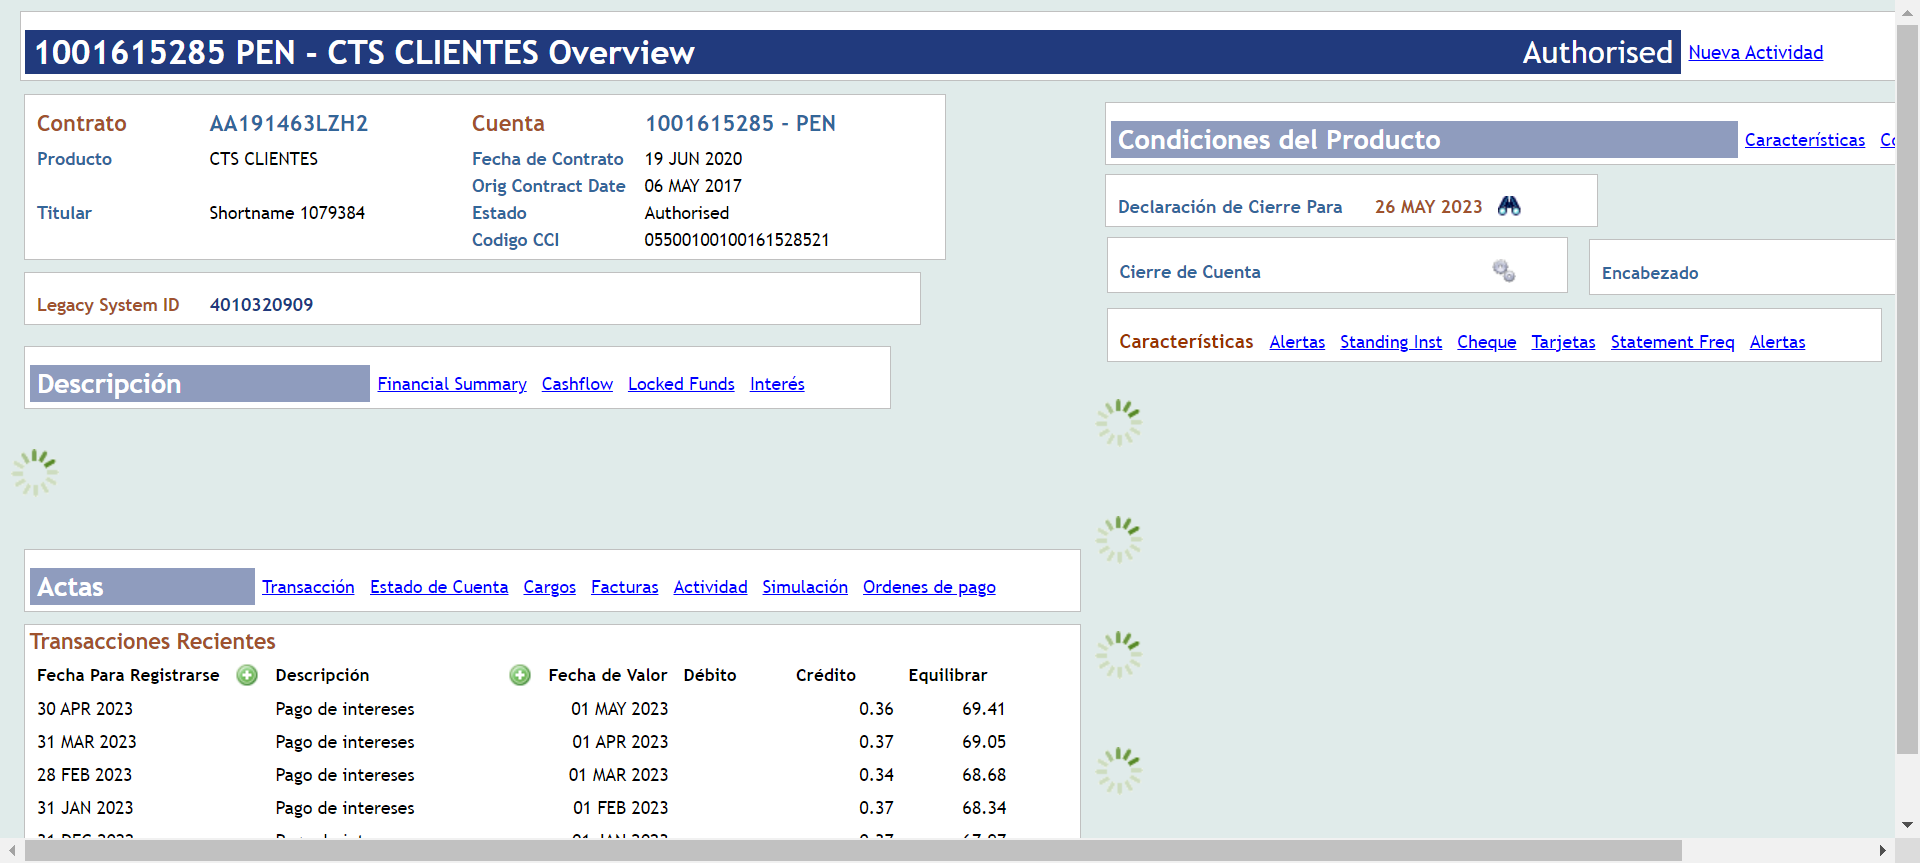 1001615285 PEN - CTS CLIENTES Overview Authorised Nueva Actividad
Contrato AA191463LZH2 Cuenta 1001615285 - PEN
Producto CTS CLIENTES Fecha de Contrato 19 JUN 2020
Orig Contract Date 06 MAY 2017
Titular Shortname 1079384 Estado Authorised
Codigo CCI 05500100100161528521
Legacy System ID 4010320909
Descripción Financial Summary Cashflow Locked Funds Interés
Condiciones del Producto Características
Declaración de Cierre Para 26 MAY 2023
Cierre de Cuenta
Encabezado
Características Alertas Standing Inst Cheque Tarjetas Statement Freq Alertas
Actas Transacción Estado de Cuenta Cargos Facturas Actividad Simulación Ordenes de pago
Transacciones Recientes
Fecha Para Registrarse Descripción Fecha de Valor Débito Crédito Equilibrar
30 APR 2023 Pago de intereses 01 MAY 2023 0.36 69.41
31 MAR 2023 Pago de intereses 01 APR 2023 0.37 69.05
28 FEB 2023 Pago de intereses 01 MAR 2023 0.34 68.68
31 JAN 2023 Pago de intereses 01 FEB 2023 0.37 68.34